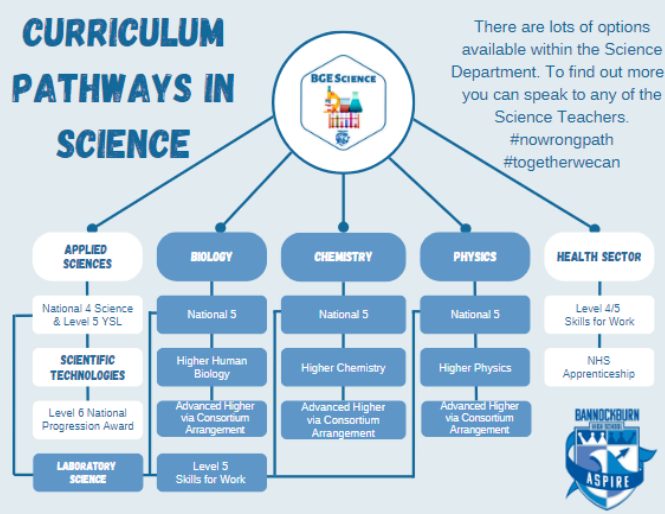 CURRICULUM
PATHWAYS IN
SCIENCE
BGE SCIENCE
There are lots of options
available within the Science
Department. To find out more
you can speak to any of the
Science Teachers.
#nowrongpath
#togetherwecan
APPLIED
SCIENCES
BIOLOGY
CHEMISTRY
PHYSICS
HEALTH SECTOR
National 4 Science
& Level 5 YSL
National 5
National 5
National 5
Level 4/5
Skills for Work
SCIENTIFIC
TECHNOLOGIES
Higher Human
Biology
Higher Chemistry
Higher Physics
NHS
Apprenticeship
Level 6 National
Progression Award
Advanced Higher
via Consortium
Arrangement
Advanced Higher
via Consortium
Arrangement
Advanced Higher
via Consortium
Arrangement
LABORATORY
SCIENCE
Level 5
Skills for Work
BANNOCKBURN
HIGH SCHOOL
ASPIRE